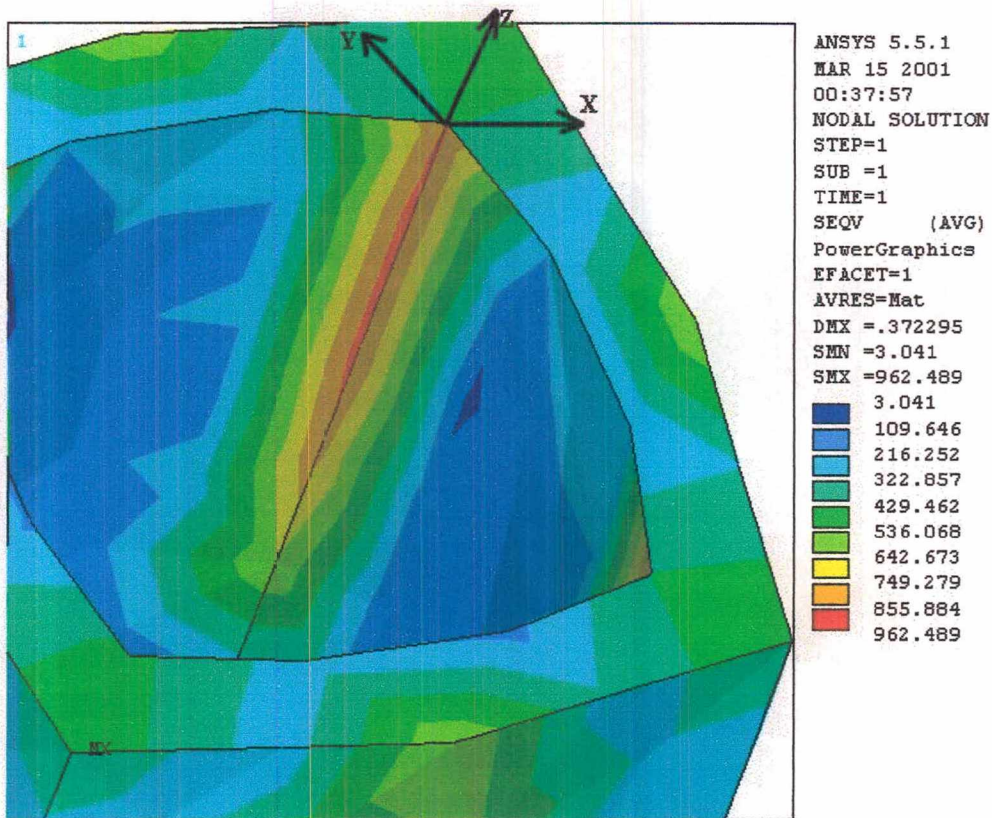 1
Y
Z
X
MX
ANSYS 5.5.1
MAR 15 2001
00:37:57
NODAL SOLUTION
STEP=1
SUB =1
TIME=1
SEQV (AVG)
PowerGraphics
EFACET=1
AVRES=Mat
DMX =.372295
SMN =3.041
SMX =962.489
3.041
109.646
216.252
322.857
429.462
536.068
642.673
749.279
855.884
962.489